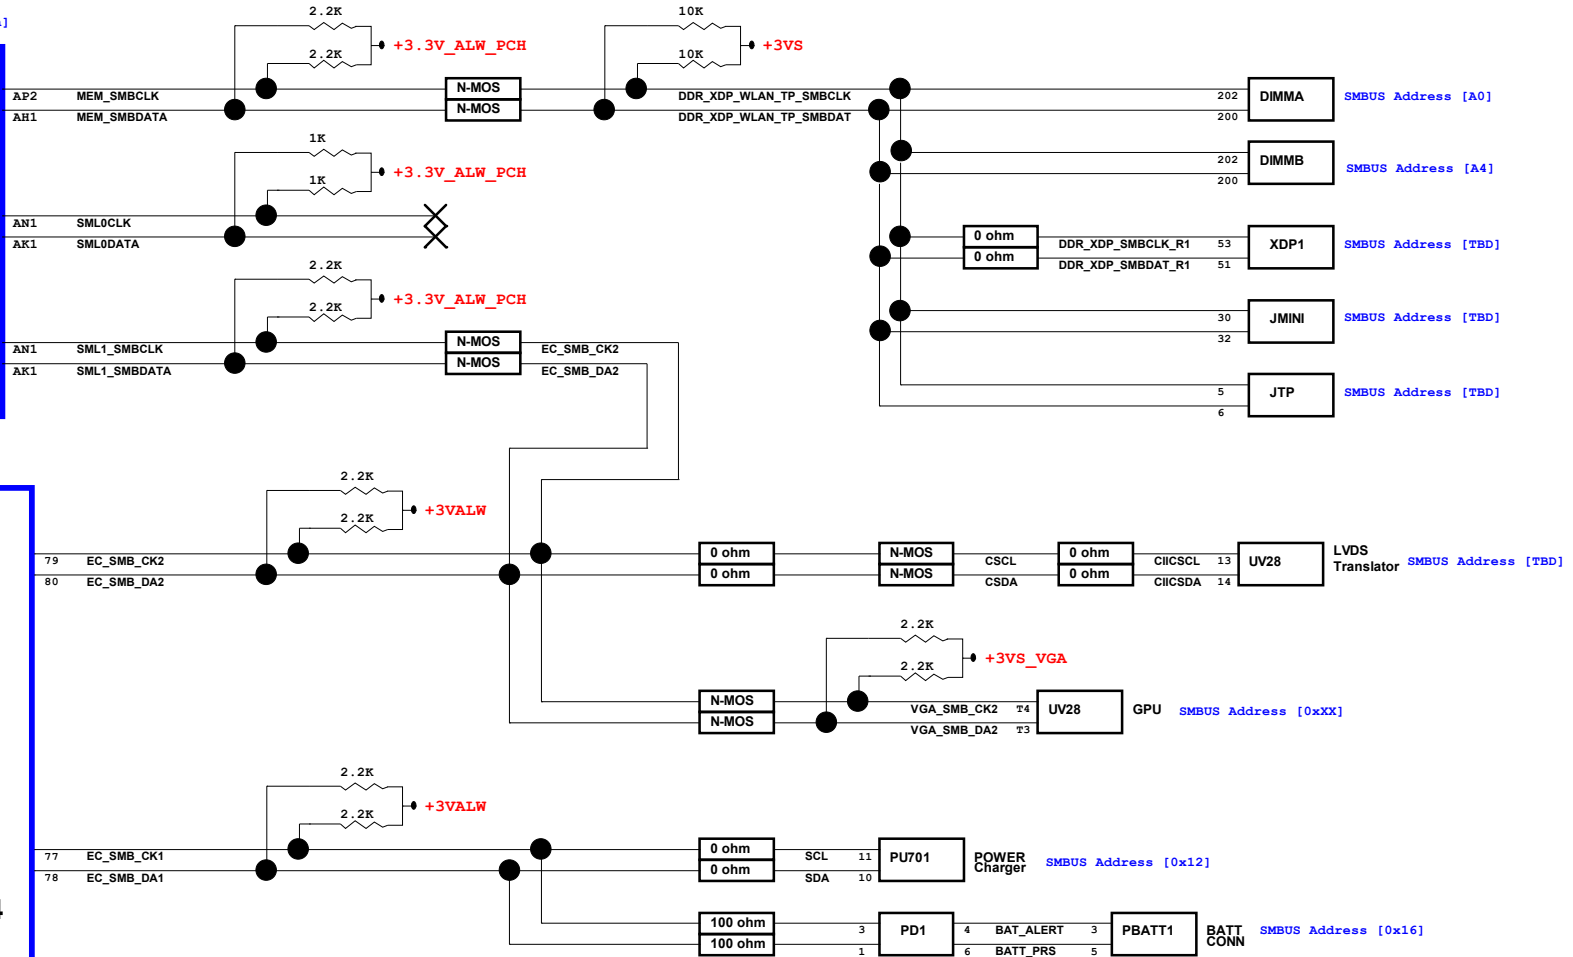 2.2K
+3.3V_ALW_PCH
2.2K
10K
+3VS
10K
AP2 MEM_SMBCLK N-MOS DDR_XDP_WLAN_TP_SMBCLK 202 DIMMA SMBUS Address [A0]
AH1 MEM_SMBDATA N-MOS DDR_XDP_WLAN_TP_SMBDAT 200
1K
+3.3V_ALW_PCH
1K
202 DIMMB SMBUS Address [A4]
200
AN1 SML0CLK
AK1 SML0DATA
0 ohm DDR_XDP_SMBCLK_R1 53 XDP1 SMBUS Address [TBD]
0 ohm DDR_XDP_SMBDAT_R1 51
2.2K
+3.3V_ALW_PCH
2.2K
30 JMINI SMBUS Address [TBD]
32
AN1 SML1_SMBCLK N-MOS EC_SMB_CK2
AK1 SML1_SMBDATA N-MOS EC_SMB_DA2
5 JTP SMBUS Address [TBD]
6
2.2K
+3VALW
2.2K
79 EC_SMB_CK2 0 ohm N-MOS CSCL 0 ohm CIICSCL 13 UV28 LVDS
Translator SMBUS Address [TBD]
80 EC_SMB_DA2 0 ohm N-MOS CSDA 0 ohm CIICSDA 14
2.2K
+3VS_VGA
2.2K
N-MOS VGA_SMB_CK2 T4 UV28 GPU SMBUS Address [0xXX]
N-MOS VGA_SMB_DA2 T3
2.2K
+3VALW
2.2K
77 EC_SMB_CK1 0 ohm SCL 11 PU701 POWER
Charger SMBUS Address [0x12]
78 EC_SMB_DA1 0 ohm SDA 10
100 ohm 3 PD1 4 BAT_ALERT 3 PBATT1 BATT
CONN SMBUS Address [0x16]
100 ohm 1 6 BATT_PRS 5